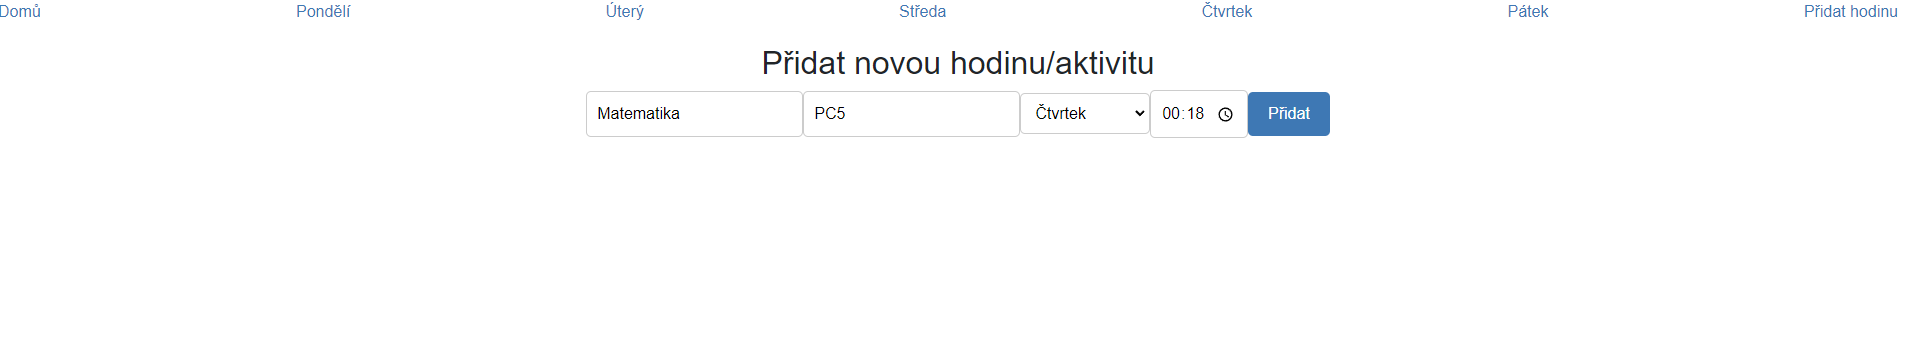 Domů Pondělí Úterý Středa Čtvrtek Pátek Přidat hodinu
Přidat novou hodinu/aktivitu
Matematika PC5 Čtvrtek 00:18 Přidat